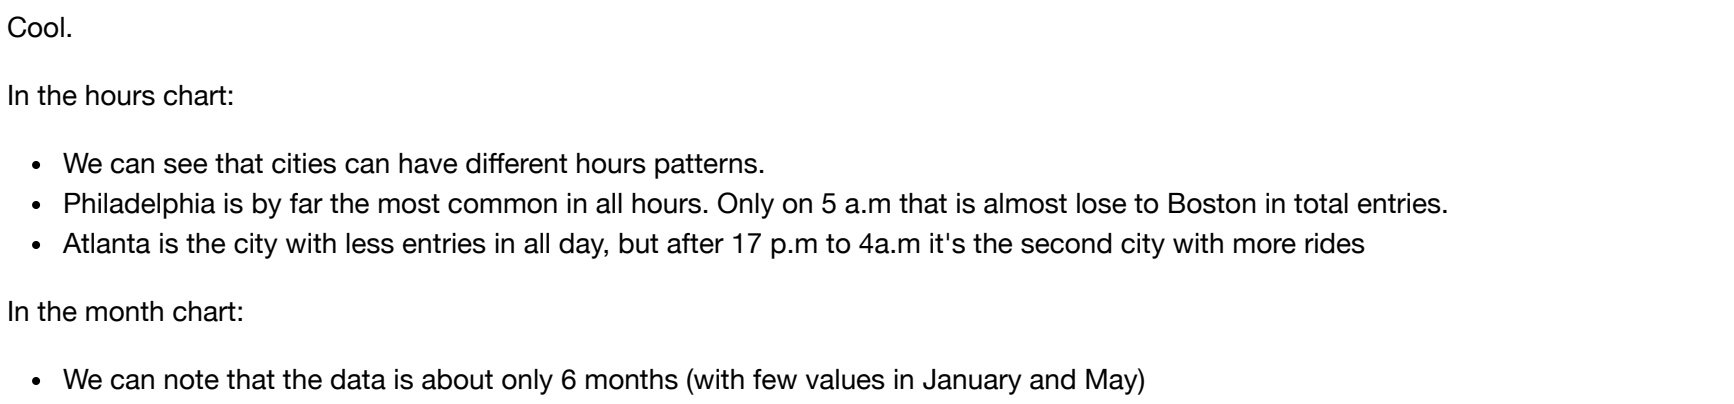 Cool.
In the hours chart:
• We can see that cities can have different hours patterns.
• Philadelphia is by far the most common in all hours. Only on 5 a.m that is almost lose to Boston in total entries.
• Atlanta is the city with less entries in all day, but after 17 p.m to 4a.m it's the second city with more rides
In the month chart:
• We can note that the data is about only 6 months (with few values in January and May)